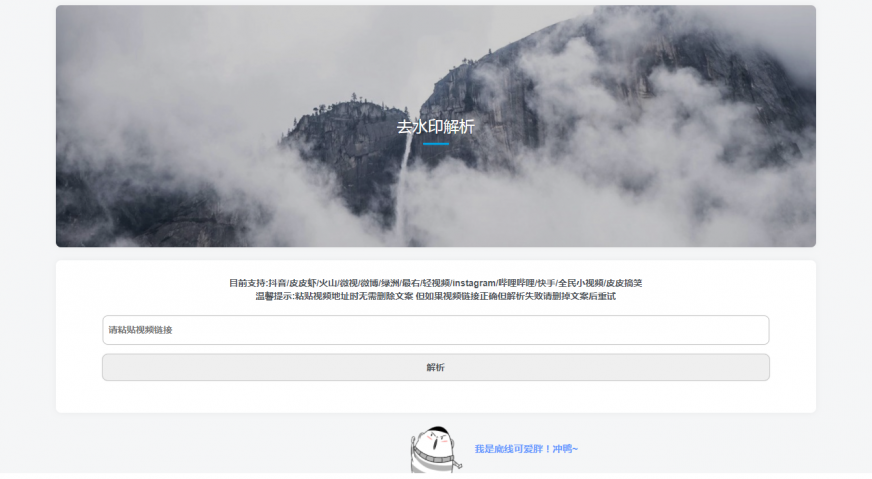 去水印解析
目前支持:抖音/皮皮虾/火山/微视/微博/绿洲/最右/轻视频/instagram/哔哩哔哩/快手/全民小视频/皮皮搞笑
温馨提示:粘贴视频地址时无需删除文案 但如果视频链接正确但解析失败请删掉文案后重试
请粘贴视频链接
解析
我是底线可爱胖！冲鸭~